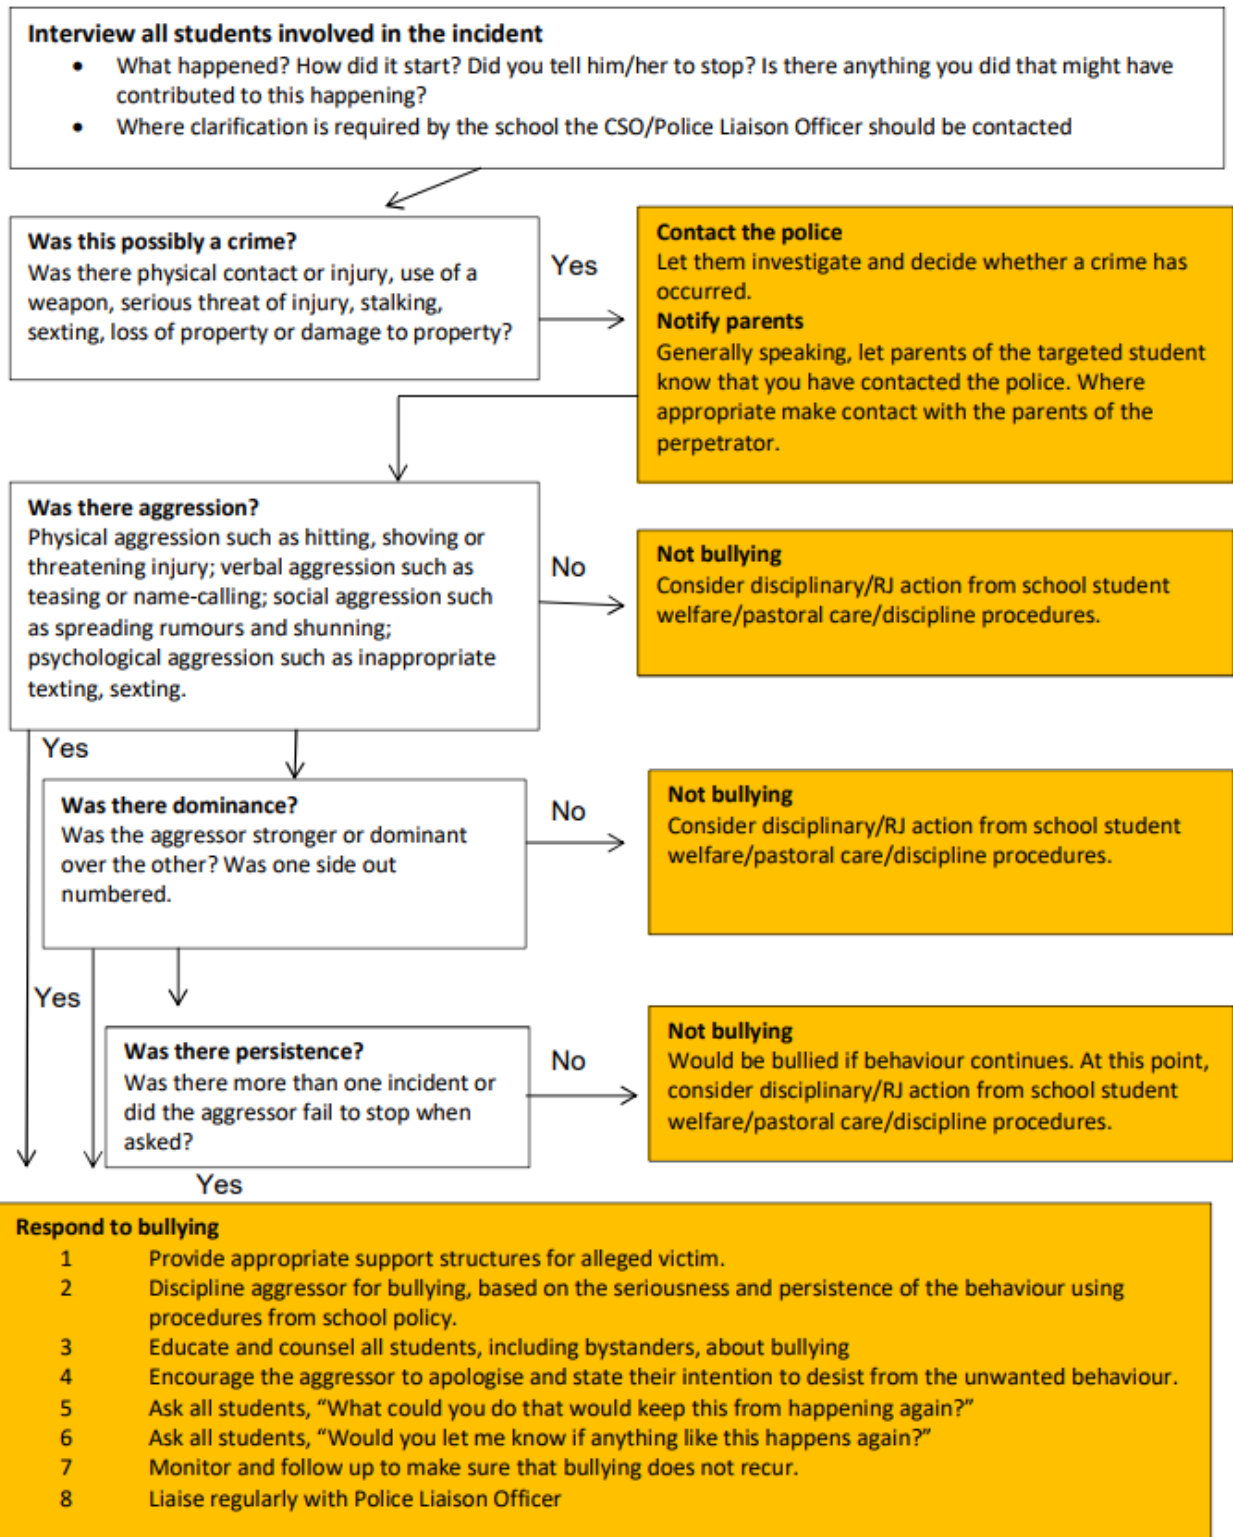 Interview all students involved in the incident
• What happened? How did it start? Did you tell him/her to stop? Is there anything you did that might have
contributed to this happening?
• Where clarification is required by the school the CSO/Police Liaison Officer should be contacted
Was this possibly a crime?
Was there physical contact or injury, use of a
weapon, serious threat of injury, stalking,
sexting, loss of property or damage to property?
Yes
Contact the police
Let them investigate and decide whether a crime has
occurred.
Notify parents
Generally speaking, let parents of the targeted student
know that you have contacted the police. Where
appropriate make contact with the parents of the
perpetrator.
Was there aggression?
Physical aggression such as hitting, shoving or
threatening injury; verbal aggression such as
teasing or name-calling; social aggression such
as spreading rumours and shunning;
psychological aggression such as inappropriate
texting, sexting.
No
Not bullying
Consider disciplinary/RJ action from school student
welfare/pastoral care/discipline procedures.
Yes
Was there dominance?
Was the aggressor stronger or dominant
over the other? Was one side out
numbered.
No
Not bullying
Consider disciplinary/RJ action from school student
welfare/pastoral care/discipline procedures.
Yes
Was there persistence?
Was there more than one incident or
did the aggressor fail to stop when
asked?
No
Not bullying
Would be bullied if behaviour continues. At this point,
consider disciplinary/RJ action from school student
welfare/pastoral care/discipline procedures.
Yes
Respond to bullying
1 Provide appropriate support structures for alleged victim.
2 Discipline aggressor for bullying, based on the seriousness and persistence of the behaviour using
procedures from school policy.
3 Educate and counsel all students, including bystanders, about bullying
4 Encourage the aggressor to apologise and state their intention to desist from the unwanted behaviour.
5 Ask all students, “What could you do that would keep this from happening again?”
6 Ask all students, “Would you let me know if anything like this happens again?”
7 Monitor and follow up to make sure that bullying does not recur.
8 Liaise regularly with Police Liaison Officer